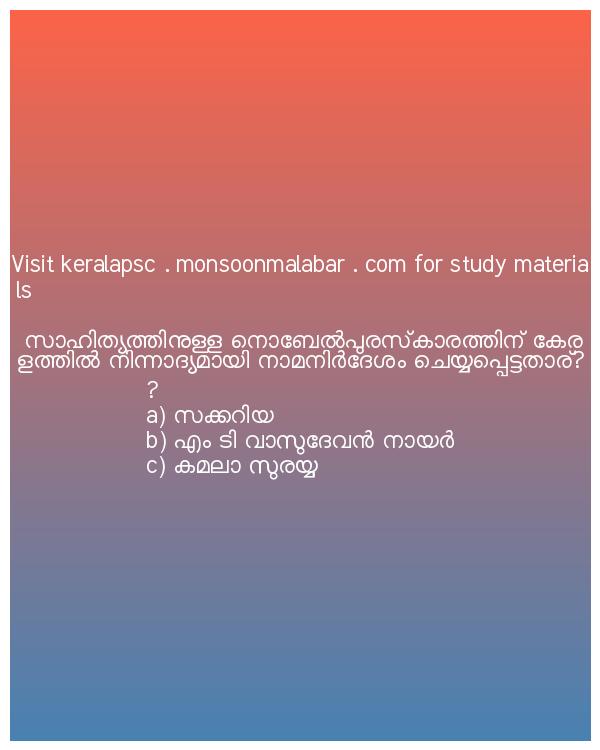 Visit keralapsc . monsoonmalabar . com for study materia
ls
സാഹിത്യത്തിനുള്ള നൊബേൽപുരസ്കാരത്തിന് കേര
ളത്തിൽ നിന്നാദ്യമായി നാമനിർദേശം ചെയ്യപ്പെട്ടതാര്?
?
a) സക്കറിയ
b) എം ടി വാസുദേവൻ നായർ
c) കമലാ സുരയ്യ